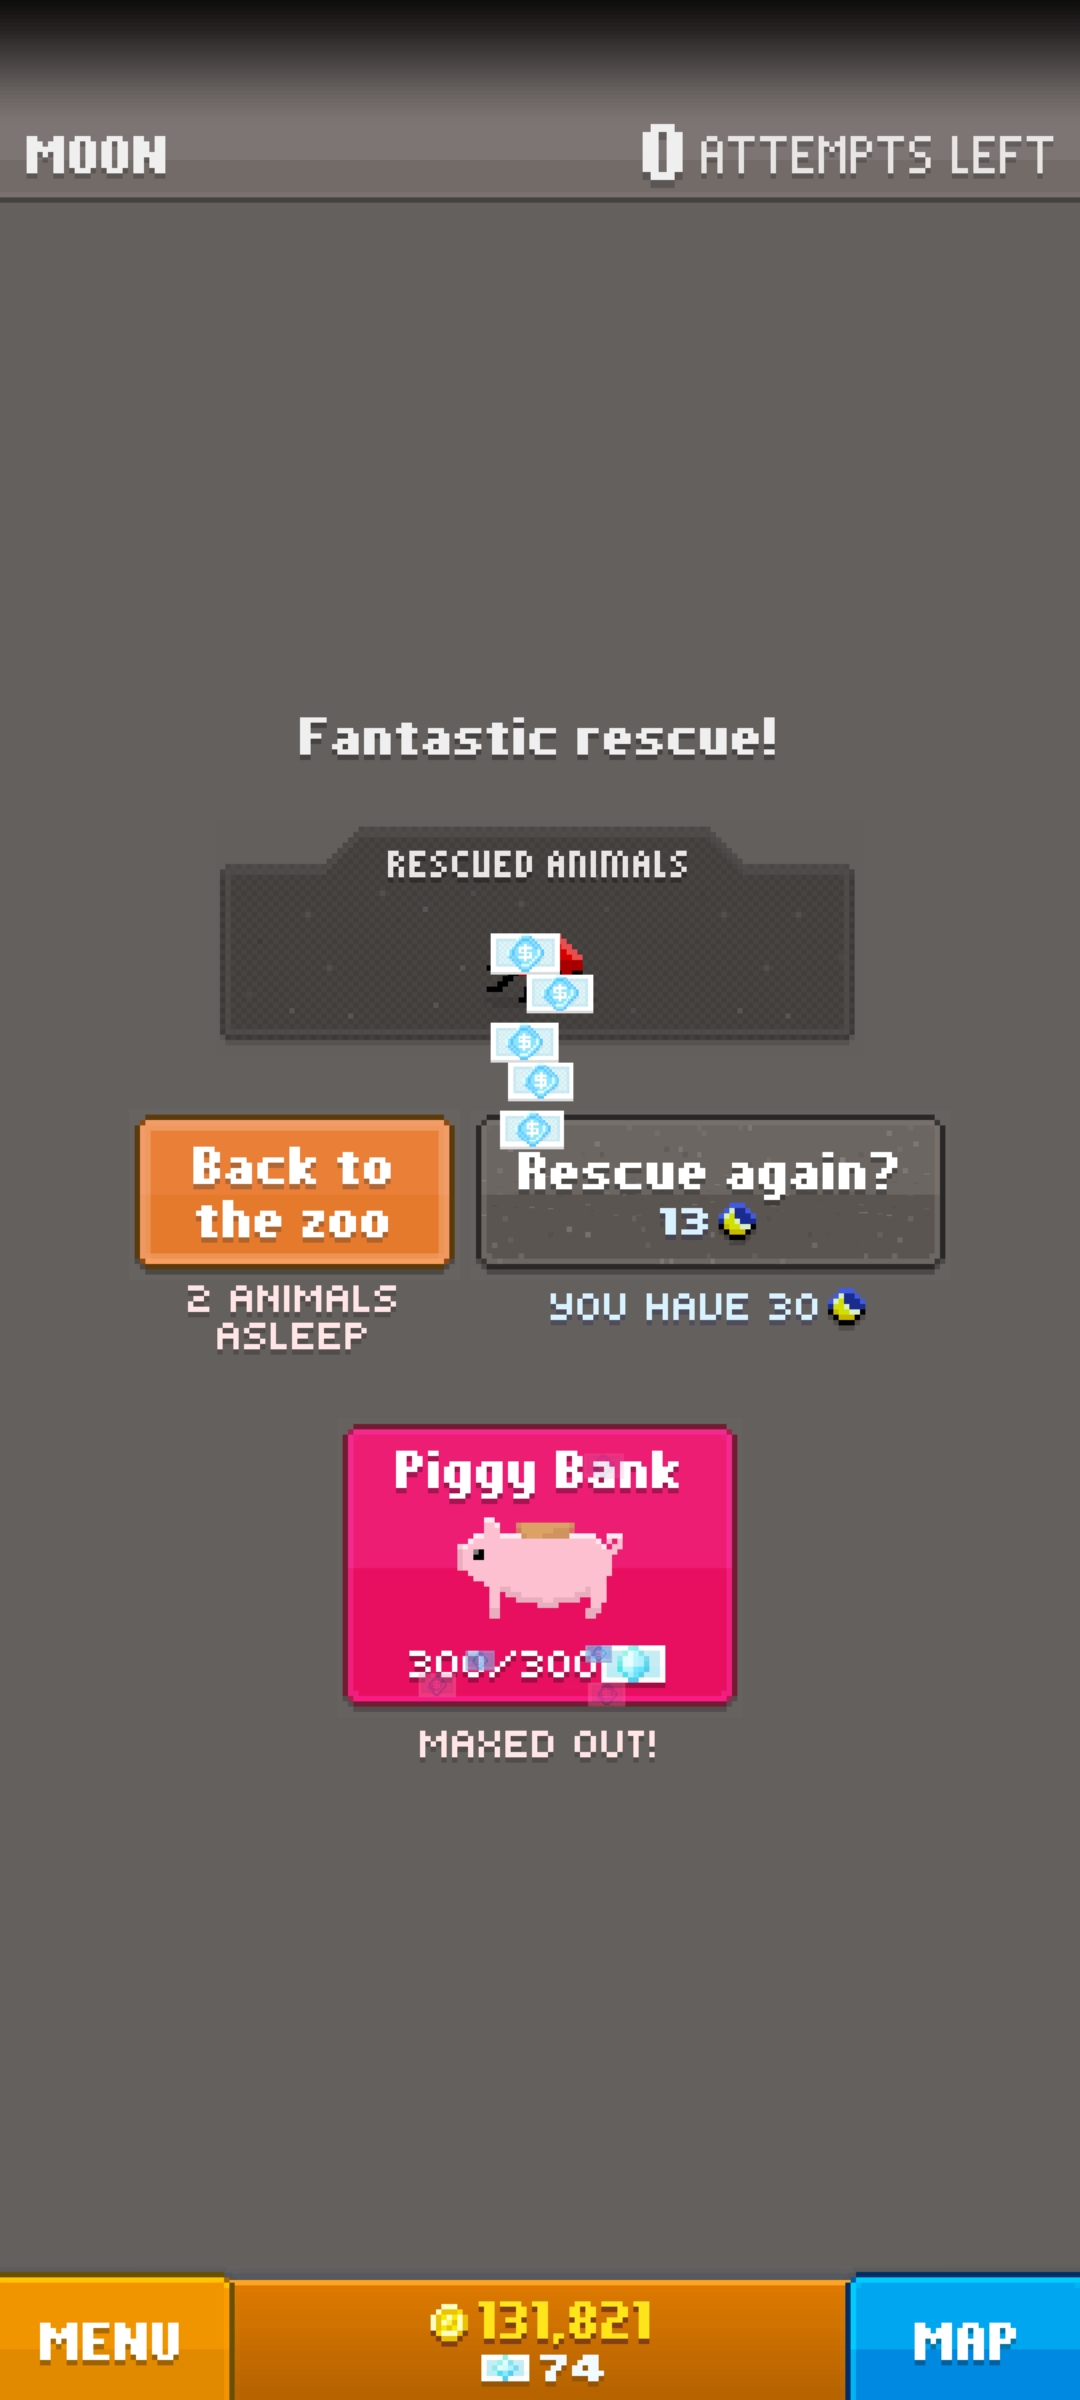 MOON
0 ATTEMPTS LEFT
Fantastic rescue!
RESCUED ANIMALS
Back to
the zoo
Rescue again?
13
2 ANIMALS
ASLEEP
YOU HAVE 30
Piggy Bank
300/300
MAXED OUT!
MENU
131,821
74
MAP